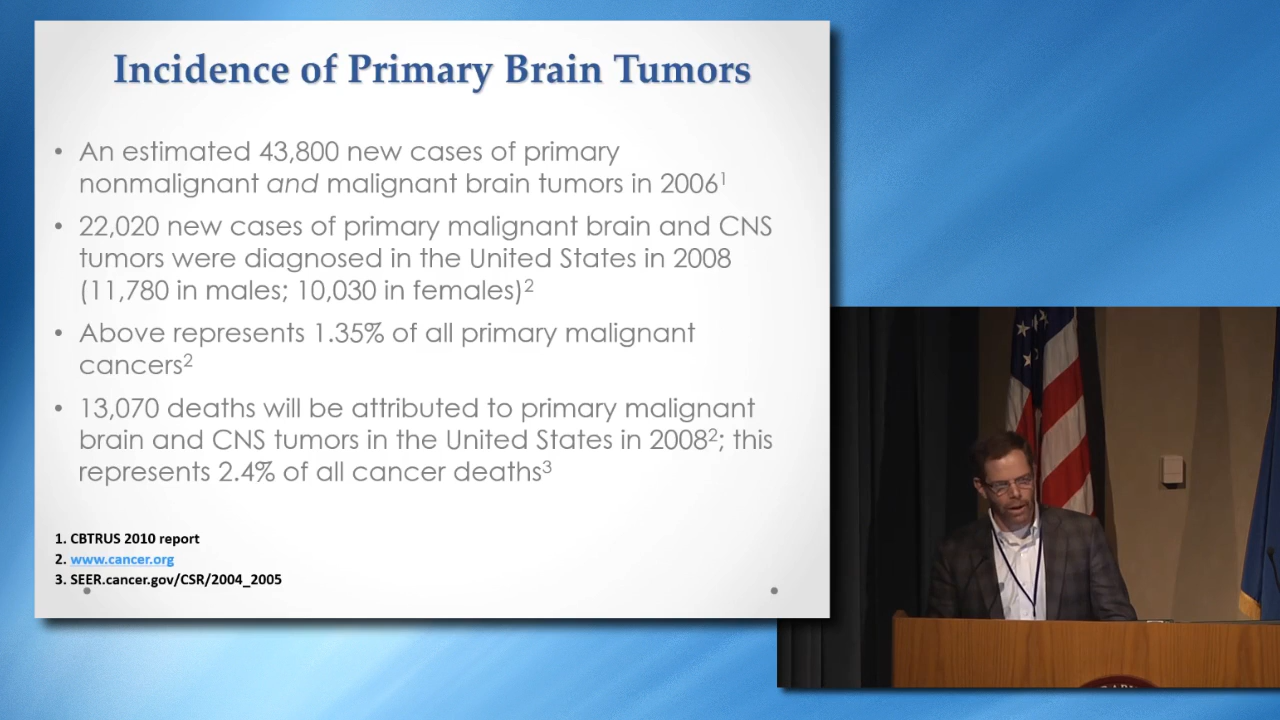 Incidence of Primary Brain Tumors
• An estimated 43,800 new cases of primary
nonmalignant and malignant brain tumors in 2006¹
• 22,020 new cases of primary malignant brain and CNS
tumors were diagnosed in the United States in 2008
(11,780 in males; 10,030 in females)²
• Above represents 1.35% of all primary malignant
cancers²
• 13,070 deaths will be attributed to primary malignant
brain and CNS tumors in the United States in 2008²; this
represents 2.4% of all cancer deaths³
1. CBTRUS 2010 report
2. www.cancer.org
3. SEER.cancer.gov/CSR/2004_2005